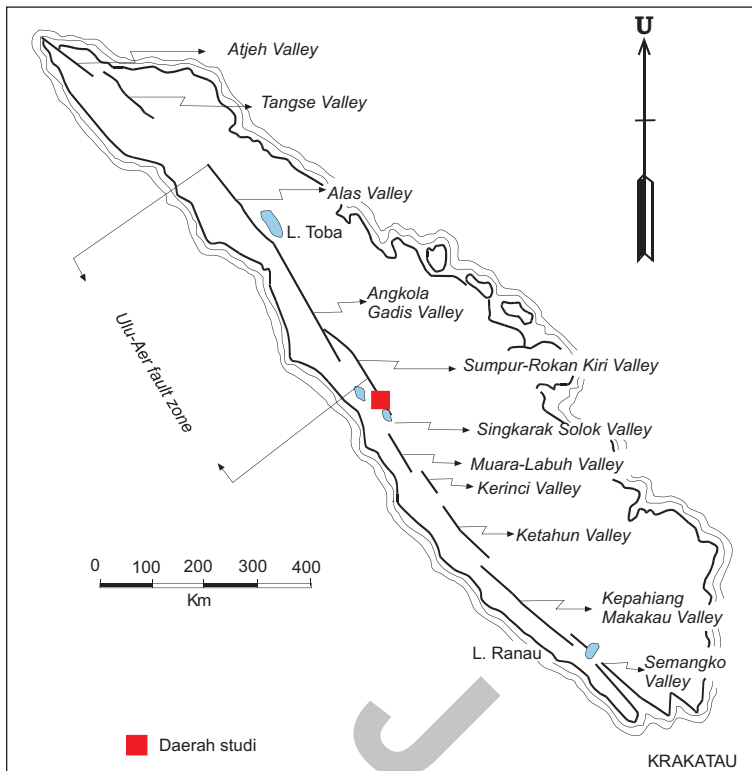 U
Atjeh Valley
Tangse Valley
Alas Valley
L. Toba
Angkola
Gadis Valley
Ulu-Aer fault zone
Sumpur-Rokan Kiri Valley
Singkarak Solok Valley
Muara-Labuh Valley
Kerinci Valley
Ketahun Valley
0 100 200 300 400
Km
Kepahiang
Makakau Valley
L. Ranau
Semangko
Valley
Daerah studi
KRAKATAU